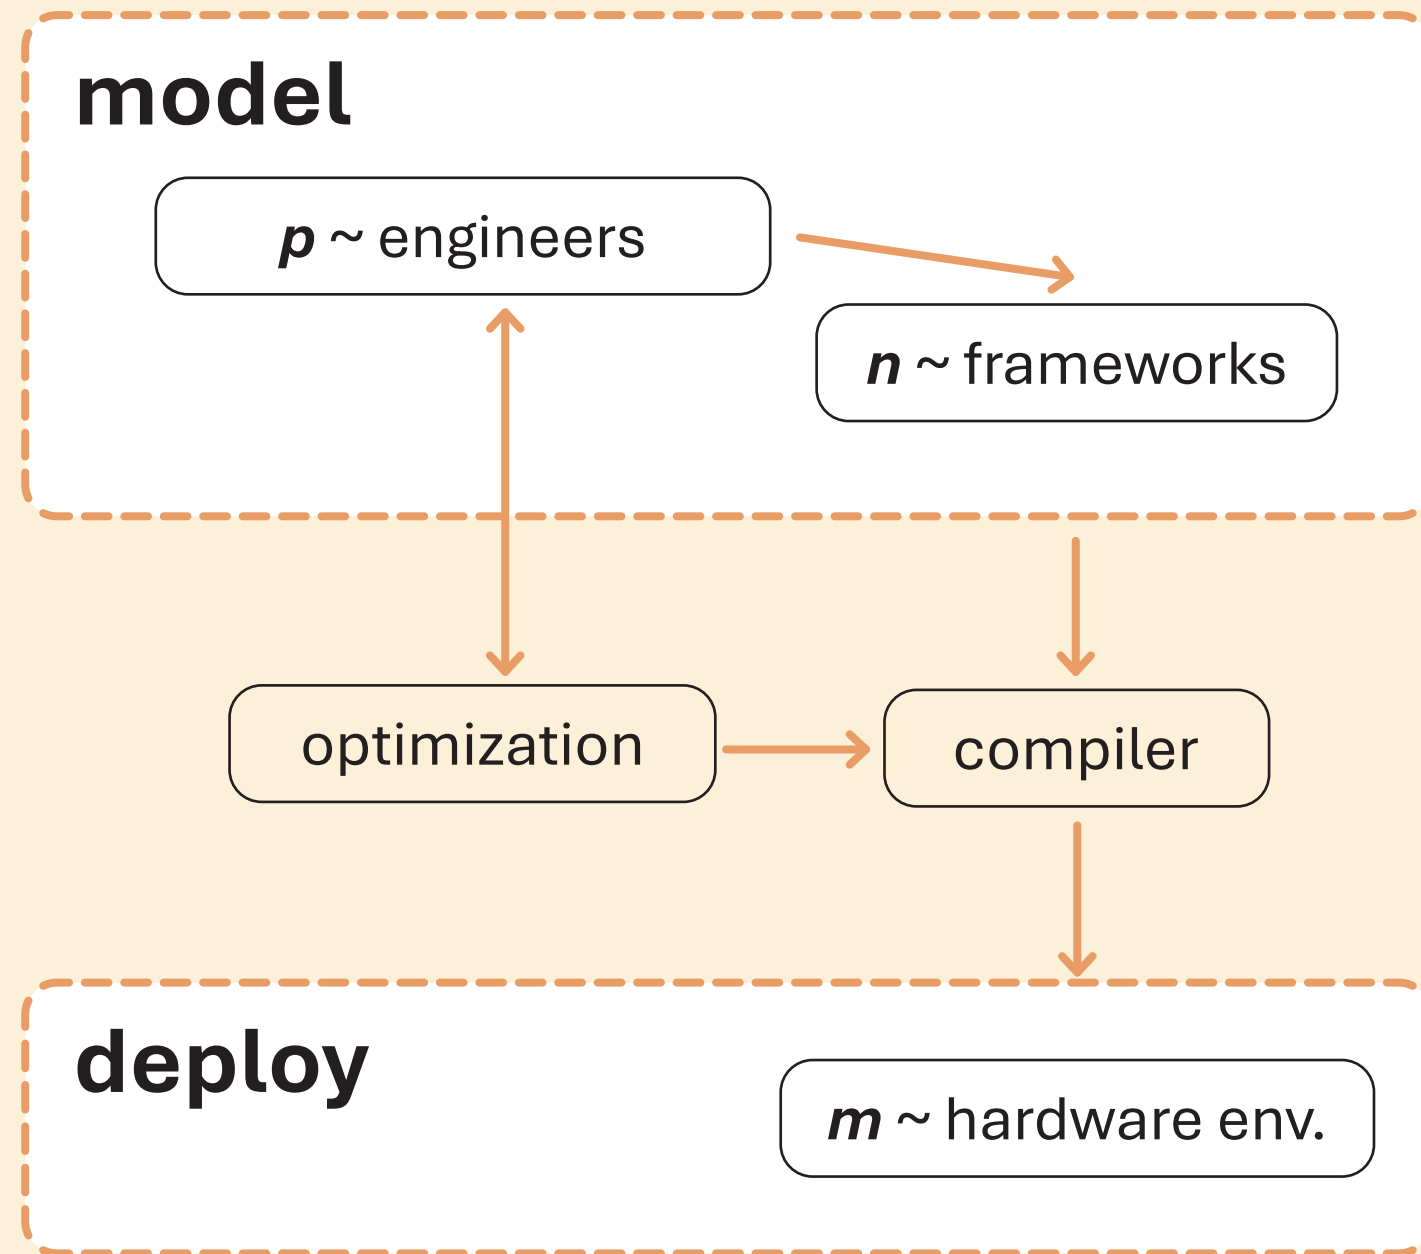 model
p ~ engineers
n ~ frameworks
optimization
compiler
deploy
m ~ hardware env.